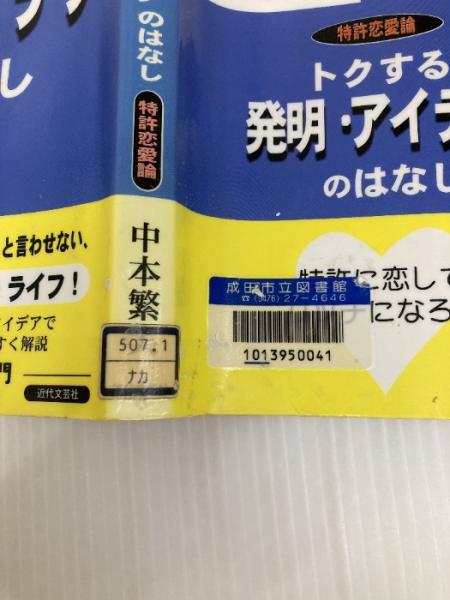 し
と言わせない、
ライフ！
イデアで
すく解説
門
近代文芸社
のはなし
特許恋愛論
中本繁
507.1
ナカ
特許恋愛論
トクする
発明・アイデ
のはなし
特許に恋して
になろ
成田市立図書館
☎(0476)27-4646
1013950041